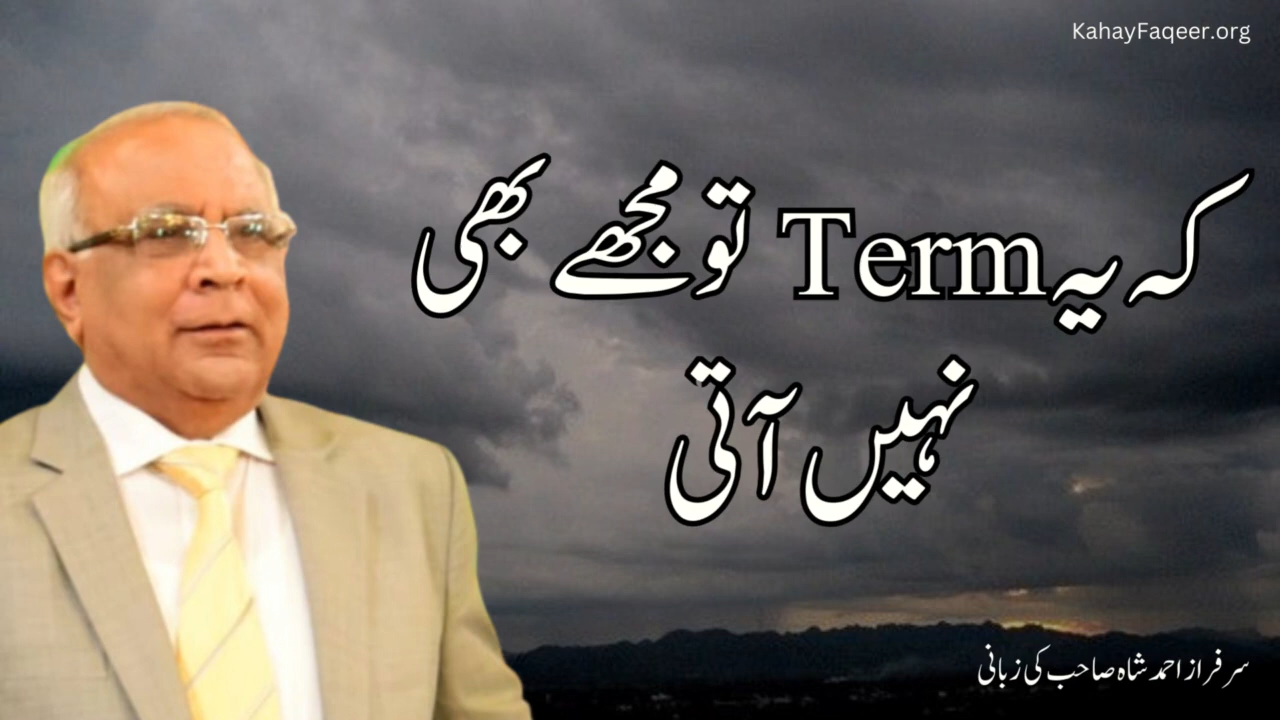 KahayFaqeer.org
کہ یہ Term تو مجھے بھی
نہیں آتی
سرفراز احمد شاہ صاحب کی زبانی